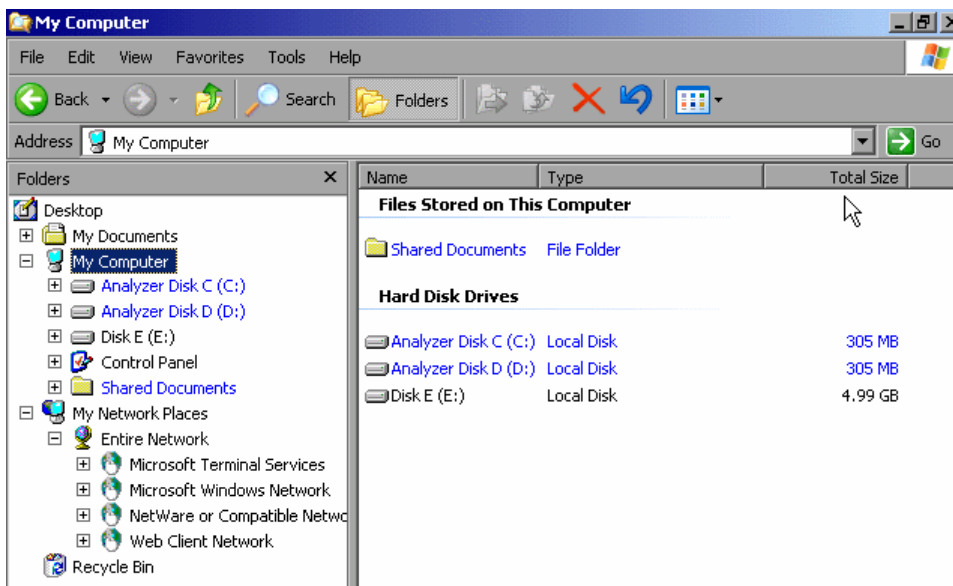 My Computer
File Edit View Favorites Tools Help
Back Search Folders
Address My Computer Go
Folders
Desktop
My Documents
My Computer
Analyzer Disk C (C:)
Analyzer Disk D (D:)
Disk E (E:)
Control Panel
Shared Documents
My Network Places
Entire Network
Microsoft Terminal Services
Microsoft Windows Network
NetWare or Compatible Netwo
Web Client Network
Recycle Bin
Name Type Total Size
Files Stored on This Computer
Shared Documents File Folder
Hard Disk Drives
Analyzer Disk C (C:) Local Disk 305 MB
Analyzer Disk D (D:) Local Disk 305 MB
Disk E (E:) Local Disk 4.99 GB